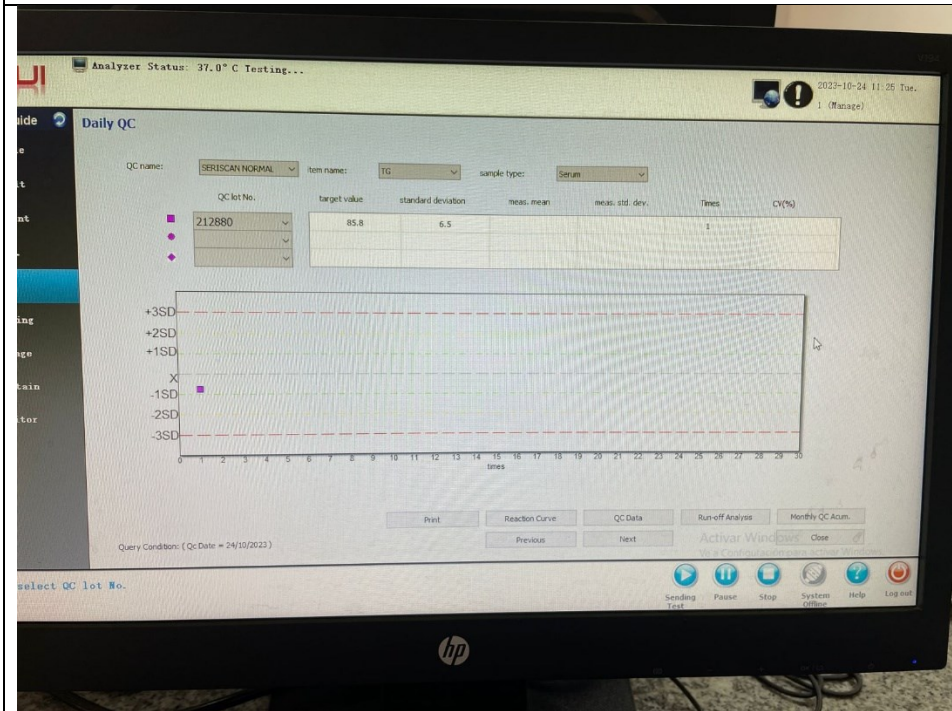 Analyzer Status: 37.0° C Testing...
2023-10-24 11:25 Tue.
1 (Manage)
Daily QC
QC name: SERISCAN NORMAL item name: TG sample type: Serum
QC lot No. target value standard deviation meas. mean meas. std. dev. Times CV(%)
212880 85.8 6.5 1
+3SD
+2SD
+1SD
X
-1SD
-2SD
-3SD
0 1 2 3 4 5 6 7 8 9 10 11 12 13 14 15 16 17 18 19 20 21 22 23 24 25 26 27 28 29 30
times
Print Reaction Curve QC Data Run-off Analysis Monthly QC Acum.
Previous Next Close
Activar Windows
Ve a Configuración para activar Windows.
Query Condition: ( Qc Date = 24/10/2023 )
select QC lot No.
Sending Test Pause Stop System Offline Help Log out
hp